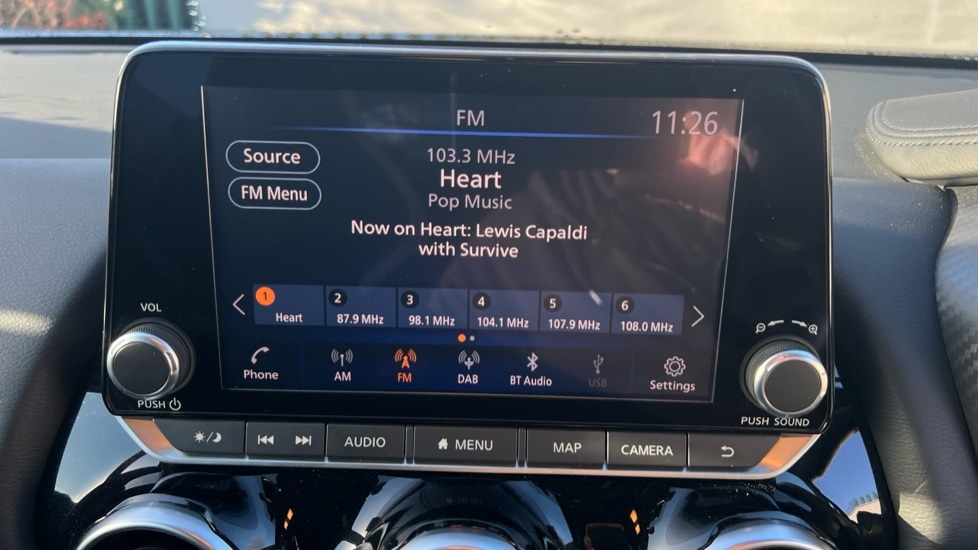 FM
11:26
Source
103.3 MHz
Heart
FM Menu
Pop Music
Now on Heart: Lewis Capaldi
with Survive
1
2
3
4
5
6
Heart
87.9 MHz
98.1 MHz
104.1 MHz
107.9 MHz
108.0 MHz
VOL
Phone
AM
FM
DAB
BT Audio
USB
Settings
PUSH
PUSH SOUND
AUDIO
MENU
MAP
CAMERA